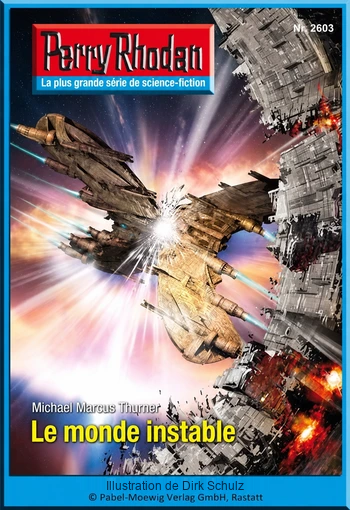 Nr. 2603
Perry Rhodan
La plus grande série de science-fiction
Michael Marcus Thurner
Le monde instable
Illustration de Dirk Schulz
© Pabel-Moewig Verlag GmbH, Rastatt